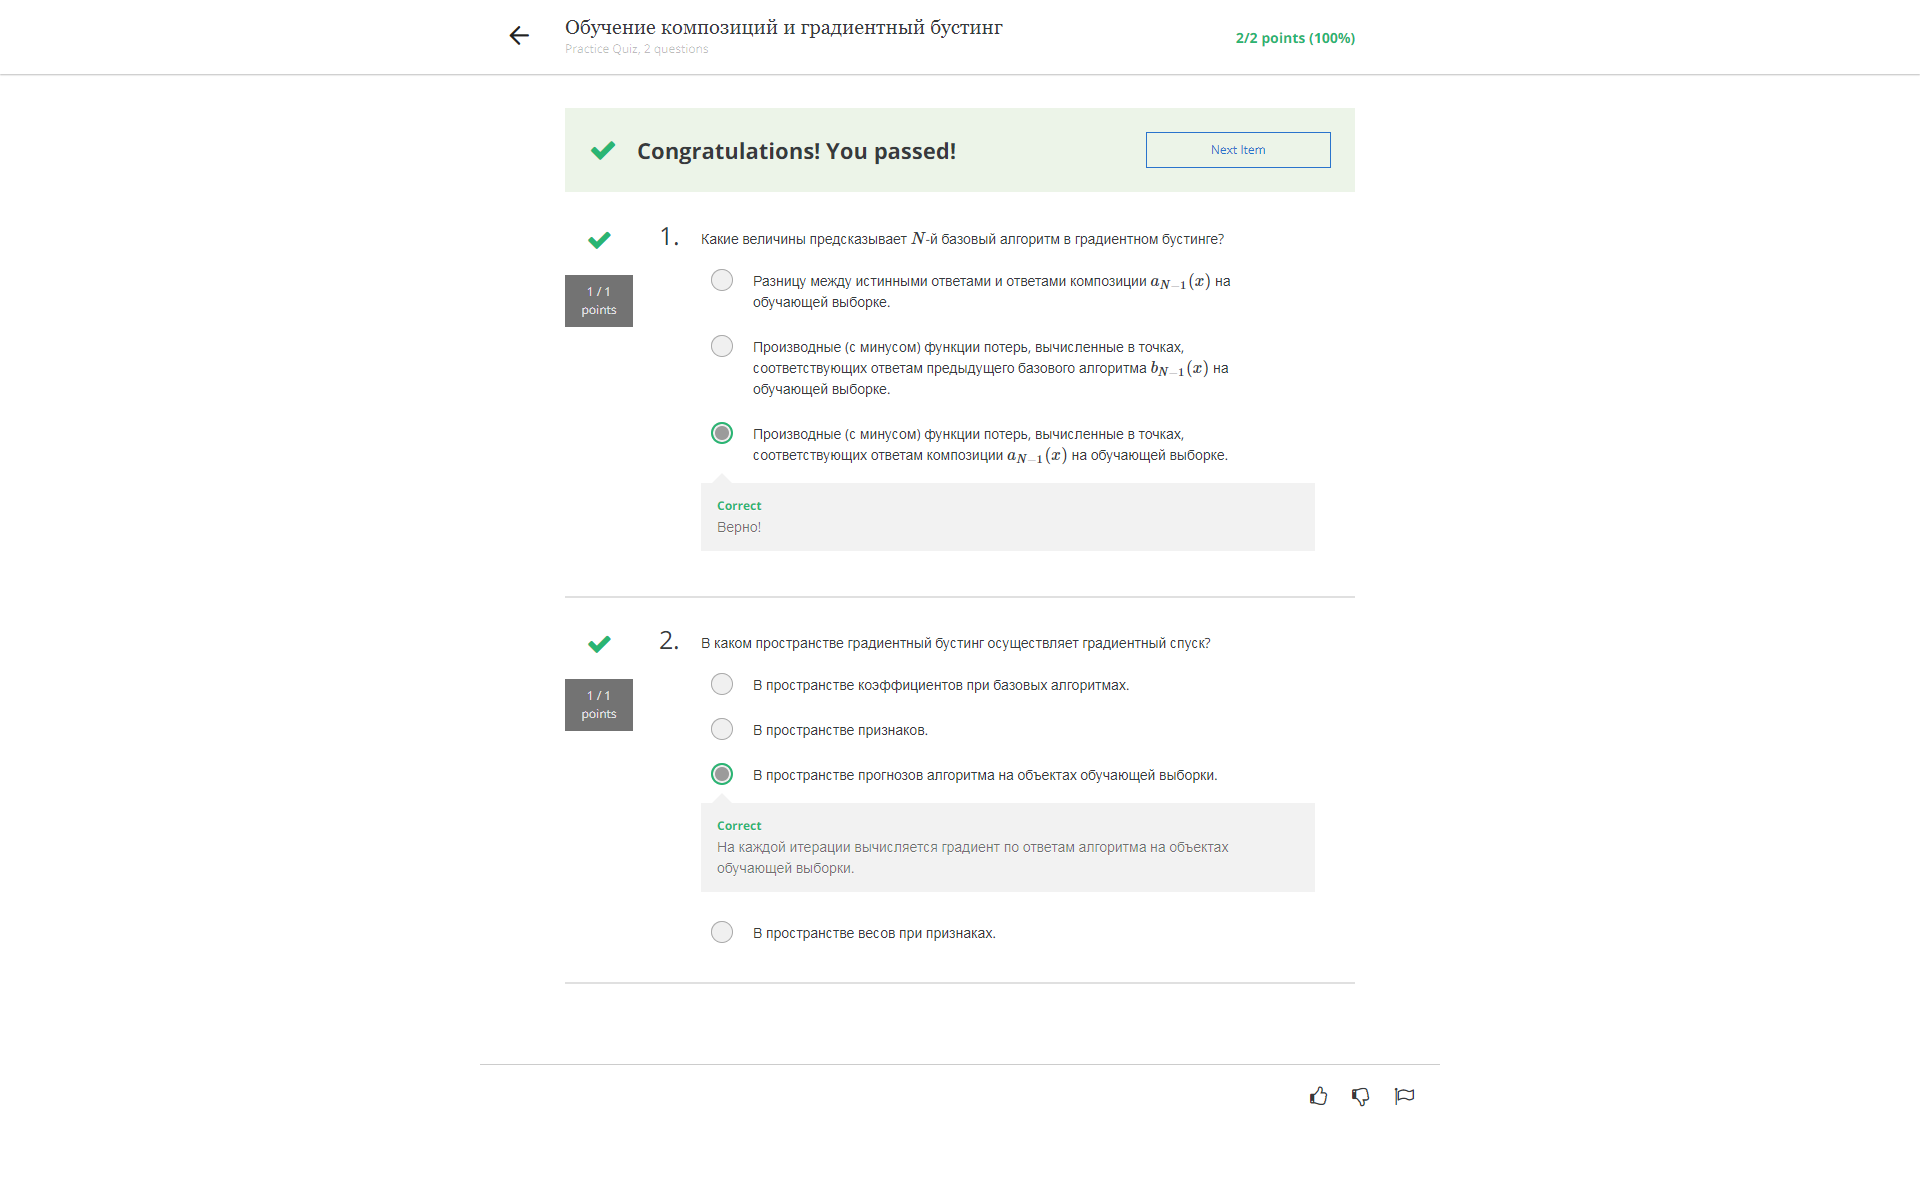 Обучение композиций и градиентный бустинг
Practice Quiz, 2 questions
2/2 points (100%)
Congratulations! You passed!
Next Item
1.
Какие величины предсказывает N-й базовый алгоритм в градиентном бустинге?
1 / 1
points
Разницу между истинными ответами и ответами композиции a_{N−1}(x) на
обучающей выборке.
Производные (с минусом) функции потерь, вычисленные в точках,
соответствующих ответам предыдущего базового алгоритма b_{N−1}(x) на
обучающей выборке.
Производные (с минусом) функции потерь, вычисленные в точках,
соответствующих ответам композиции a_{N−1}(x) на обучающей выборке.
Correct
Верно!
2.
В каком пространстве градиентный бустинг осуществляет градиентный спуск?
1 / 1
points
В пространстве коэффициентов при базовых алгоритмах.
В пространстве признаков.
В пространстве прогнозов алгоритма на объектах обучающей выборки.
Correct
На каждой итерации вычисляется градиент по ответам алгоритма на объектах
обучающей выборки.
В пространстве весов при признаках.